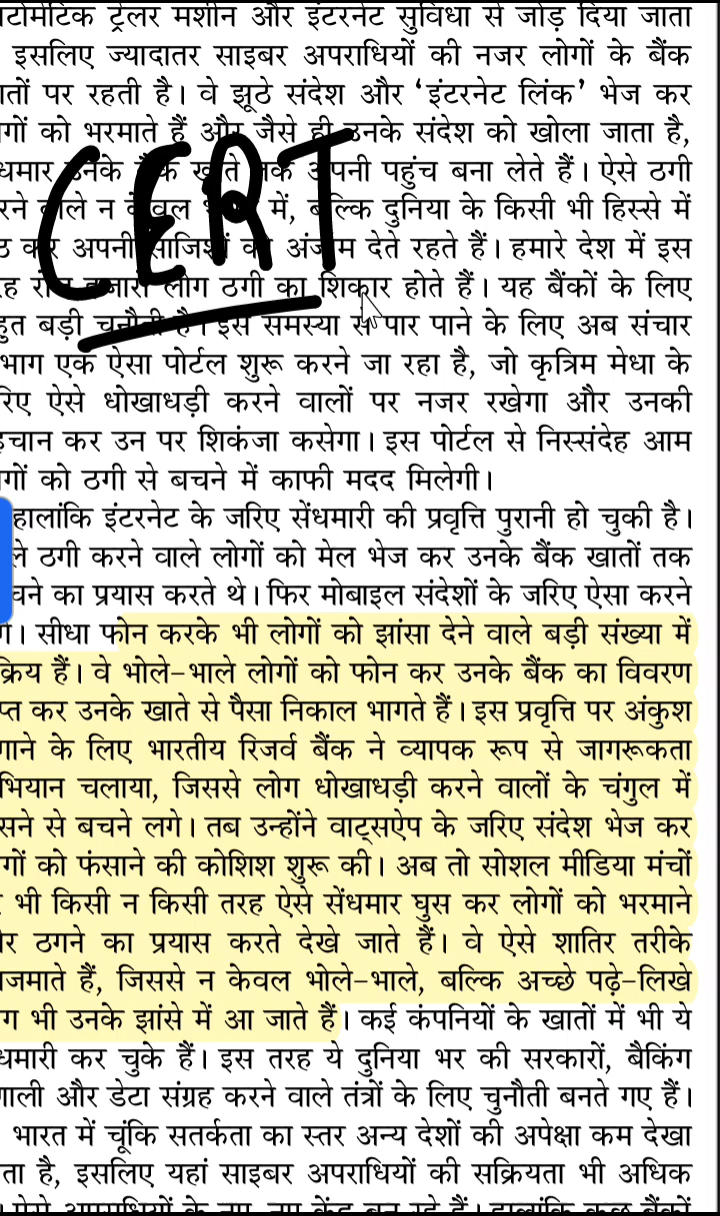 टोमेटिक ट्रेलर मशीन और इंटरनेट सुविधा से जोड़ दिया जाता
इसलिए ज्यादातर साइबर अपराधियों की नजर लोगों के बैंक
तों पर रहती है। वे झूठे संदेश और ‘इंटरनेट लिंक’ भेज कर
गों को भरमाते हैं और जैसे ही उनके संदेश को खोला जाता है,
धमार उनके बैंक खाते तक अपनी पहुंच बना लेते हैं। ऐसे ठगी
CERT
रने वाले न केवल में, बल्कि दुनिया के किसी भी हिस्से में
ठ कर अपनी साजिशों को अंजाम देते रहते हैं। हमारे देश में इस
ह रोज हजारों लोग ठगी का शिकार होते हैं। यह बैंकों के लिए
हुत बड़ी चुनौती है। इस समस्या से पार पाने के लिए अब संचार
भाग एक ऐसा पोर्टल शुरू करने जा रहा है, जो कृत्रिम मेधा के
रिए ऐसे धोखाधड़ी करने वालों पर नजर रखेगा और उनकी
हचान कर उन पर शिकंजा कसेगा। इस पोर्टल से निस्संदेह आम
गों को ठगी से बचने में काफी मदद मिलेगी।
हालांकि इंटरनेट के जरिए सेंधमारी की प्रवृत्ति पुरानी हो चुकी है।
ले ठगी करने वाले लोगों को मेल भेज कर उनके बैंक खातों तक
चने का प्रयास करते थे। फिर मोबाइल संदेशों के जरिए ऐसा करने
गे। सीधा फोन करके भी लोगों को झांसा देने वाले बड़ी संख्या में
क्रिय हैं। वे भोले-भाले लोगों को फोन कर उनके बैंक का विवरण
प्त कर उनके खाते से पैसा निकाल भागते हैं। इस प्रवृत्ति पर अंकुश
गाने के लिए भारतीय रिजर्व बैंक ने व्यापक रूप से जागरूकता
भियान चलाया, जिससे लोग धोखाधड़ी करने वालों के चंगुल में
सने से बचने लगे। तब उन्होंने वाट्सऐप के जरिए संदेश भेज कर
गों को फंसाने की कोशिश शुरू की। अब तो सोशल मीडिया मंचों
भी किसी न किसी तरह ऐसे सेंधमार घुस कर लोगों को भरमाने
र ठगने का प्रयास करते देखे जाते हैं। वे ऐसे शातिर तरीके
जमाते हैं, जिससे न केवल भोले-भाले, बल्कि अच्छे पढ़े-लिखे
ग भी उनके झांसे में आ जाते हैं। कई कंपनियों के खातों में भी ये
धमारी कर चुके हैं। इस तरह ये दुनिया भर की सरकारों, बैकिंग
णाली और डेटा संग्रह करने वाले तंत्रों के लिए चुनौती बनते गए हैं।
भारत में चूंकि सतर्कता का स्तर अन्य देशों की अपेक्षा कम देखा
ता है, इसलिए यहां साइबर अपराधियों की सक्रियता भी अधिक